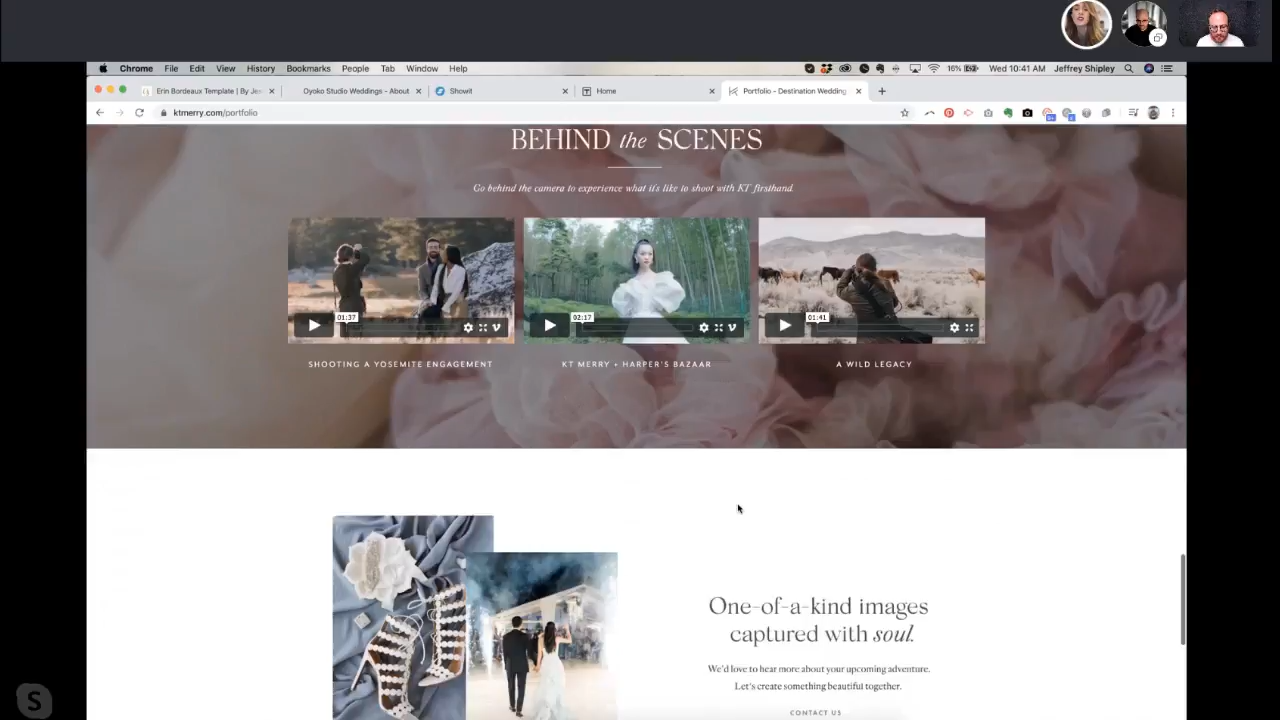 Chrome File Edit View History Bookmarks People Tab Window Help
16% Wed 10:41 AM Jeffrey Shipley
Erin Bordeaux Template | By Je
Oyoko Studio Weddings - About
Showit
Home
Portfolio - Destination Wedding
ktmerry.com/portfolio
BEHIND the SCENES
Go behind the camera to experience what it's like to shoot with KT firsthand.
01:37
02:17
01:41
SHOOTING A YOSEMITE ENGAGEMENT
KT MERRY + HARPER'S BAZAAR
A WILD LEGACY
One-of-a-kind images
captured with soul.
We'd love to hear more about your upcoming adventure.
Let's create something beautiful together.
CONTACT US
S